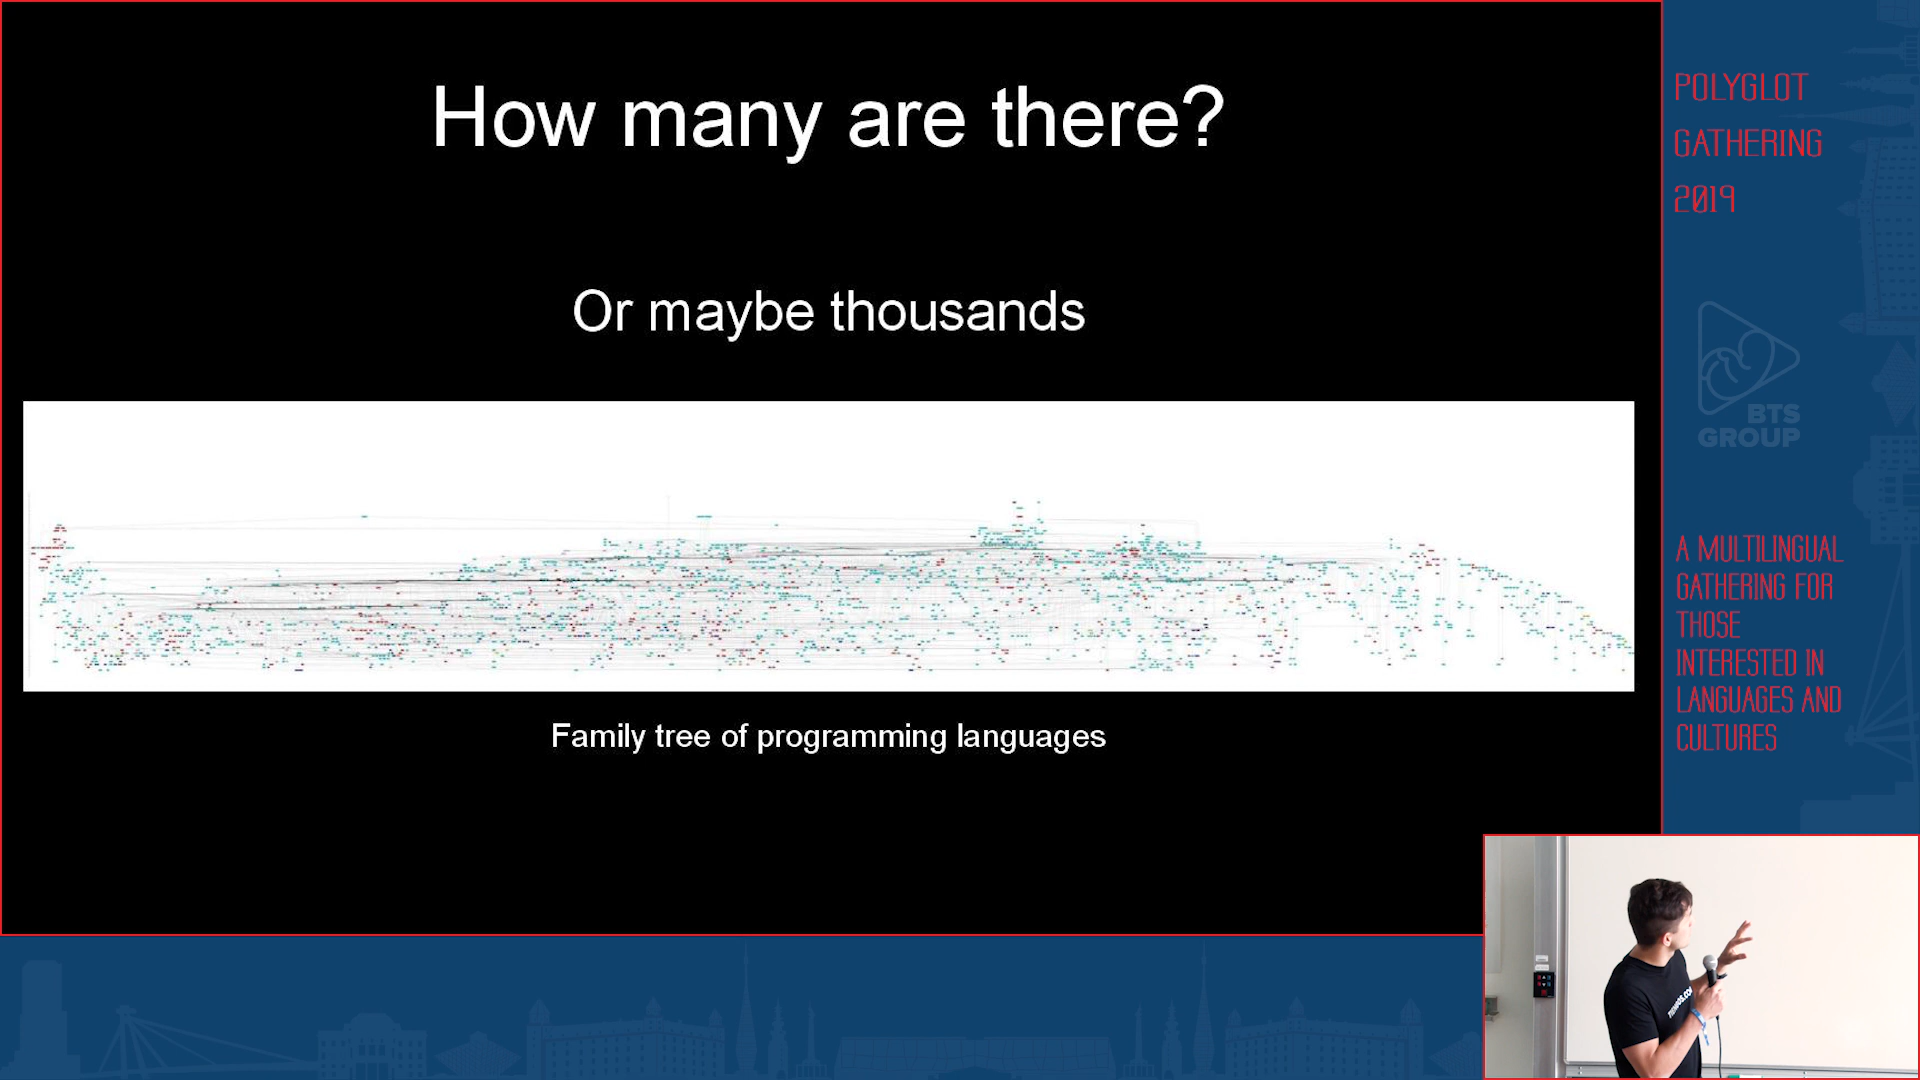 How many are there?
Or maybe thousands
Family tree of programming languages
POLYGLOT
GATHERING
2019
BTS
GROUP
A MULTILINGUAL
GATHERING FOR
THOSE
INTERESTED IN
LANGUAGES AND
CULTURES